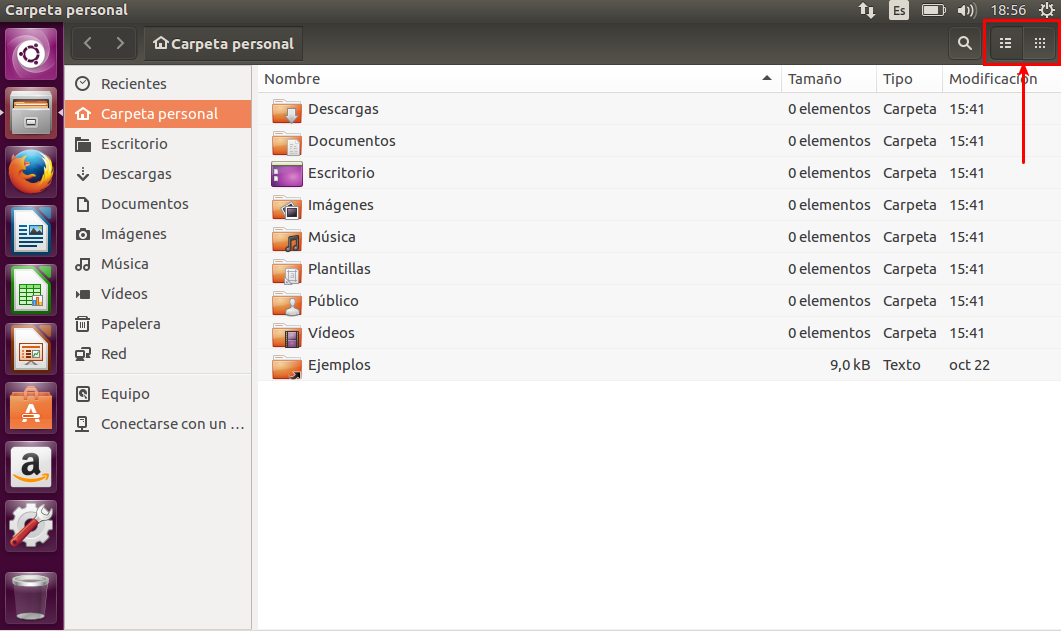 Carpeta personal
Es
18:56
Carpeta personal
Recientes
Carpeta personal
Escritorio
Descargas
Documentos
Imágenes
Música
Vídeos
Papelera
Red
Equipo
Conectarse con un ...
Nombre Tamaño Tipo Modificación
Descargas 0 elementos Carpeta 15:41
Documentos 0 elementos Carpeta 15:41
Escritorio 0 elementos Carpeta 15:41
Imágenes 0 elementos Carpeta 15:41
Música 0 elementos Carpeta 15:41
Plantillas 0 elementos Carpeta 15:41
Público 0 elementos Carpeta 15:41
Vídeos 0 elementos Carpeta 15:41
Ejemplos 9,0 kB Texto oct 22
A
a